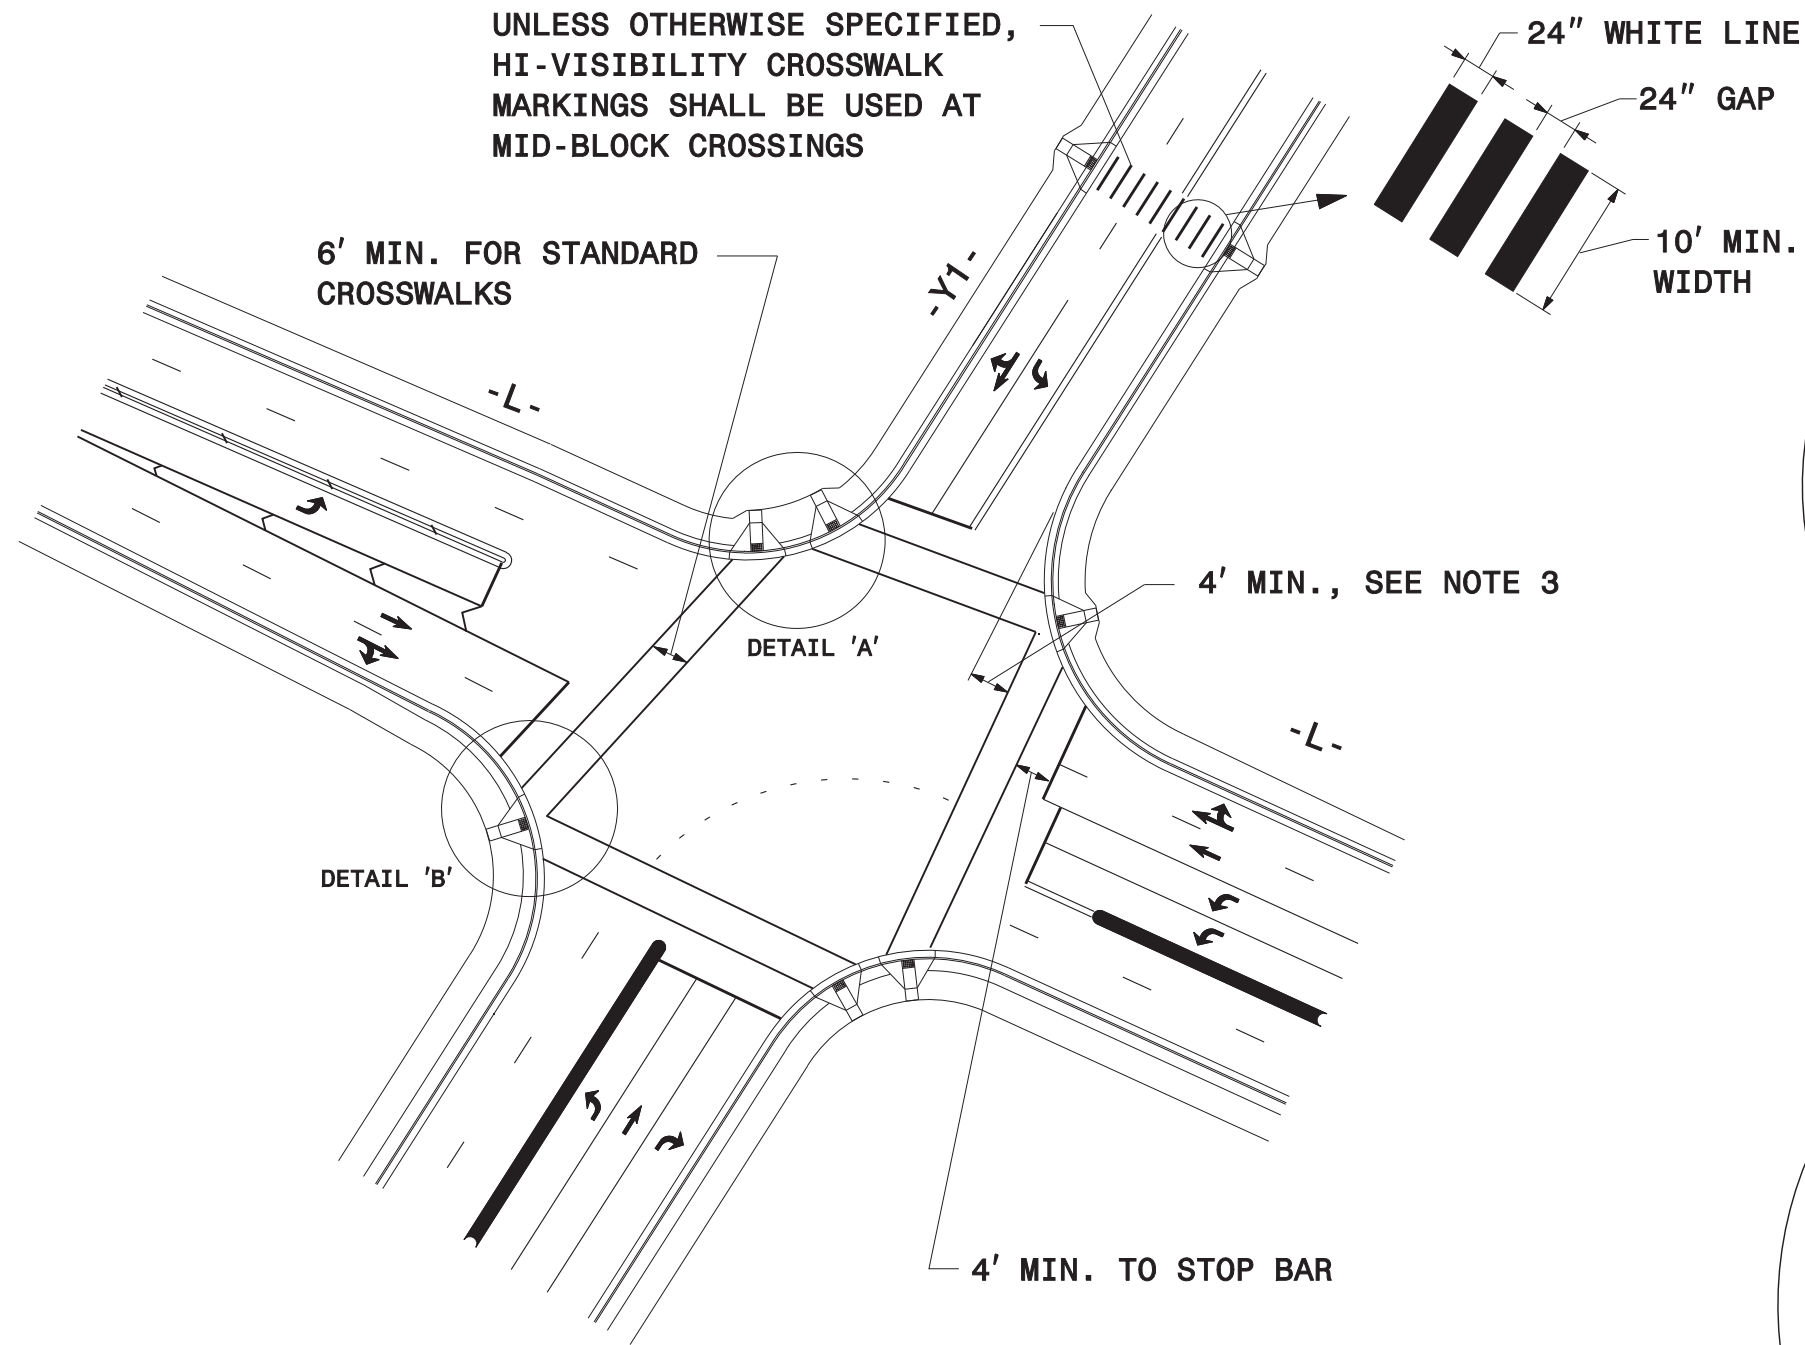 UNLESS OTHERWISE SPECIFIED,
HI-VISIBILITY CROSSWALK
MARKINGS SHALL BE USED AT
MID-BLOCK CROSSINGS
24" WHITE LINE
24" GAP
10' MIN.
WIDTH
6' MIN. FOR STANDARD
CROSSWALKS
-Y1-
-L-
4' MIN., SEE NOTE 3
DETAIL 'A'
-L-
DETAIL 'B'
4' MIN. TO STOP BAR